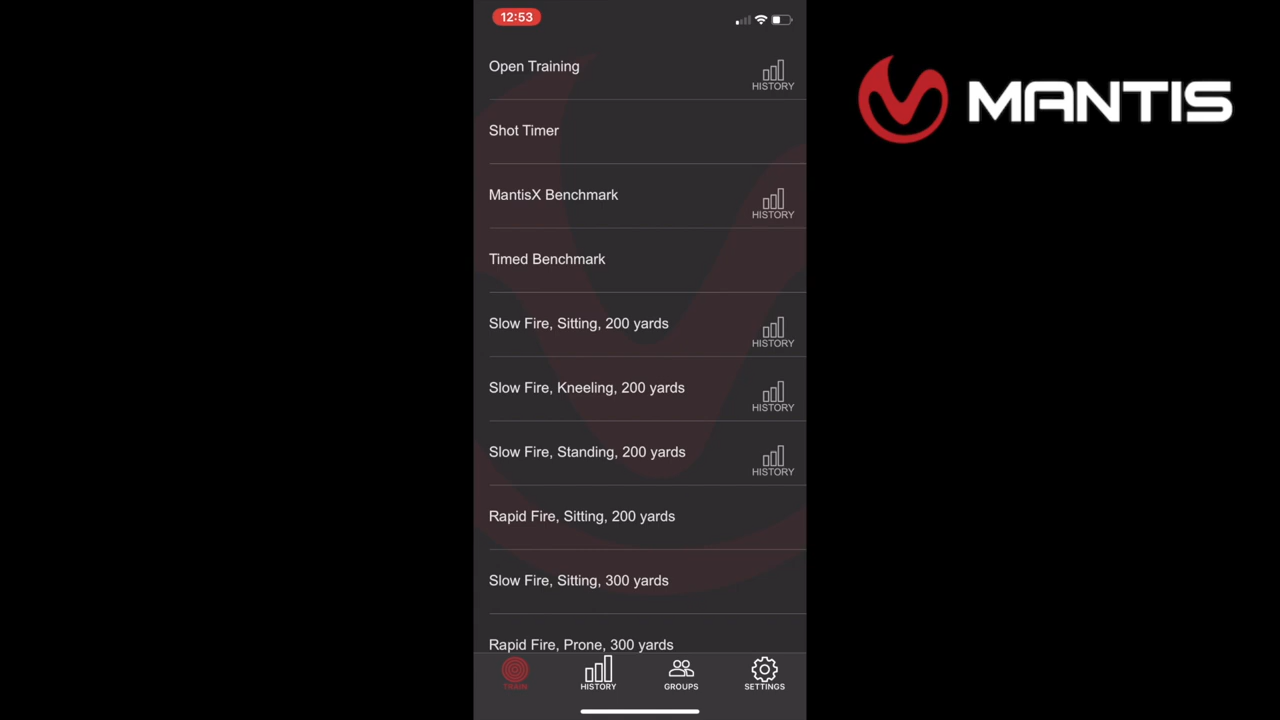 12:53
MANTIS
Open Training
HISTORY
Shot Timer
MantisX Benchmark
HISTORY
Timed Benchmark
Slow Fire, Sitting, 200 yards
HISTORY
Slow Fire, Kneeling, 200 yards
HISTORY
Slow Fire, Standing, 200 yards
HISTORY
Rapid Fire, Sitting, 200 yards
Slow Fire, Sitting, 300 yards
Rapid Fire, Prone, 300 yards
TRAIN HISTORY GROUPS SETTINGS